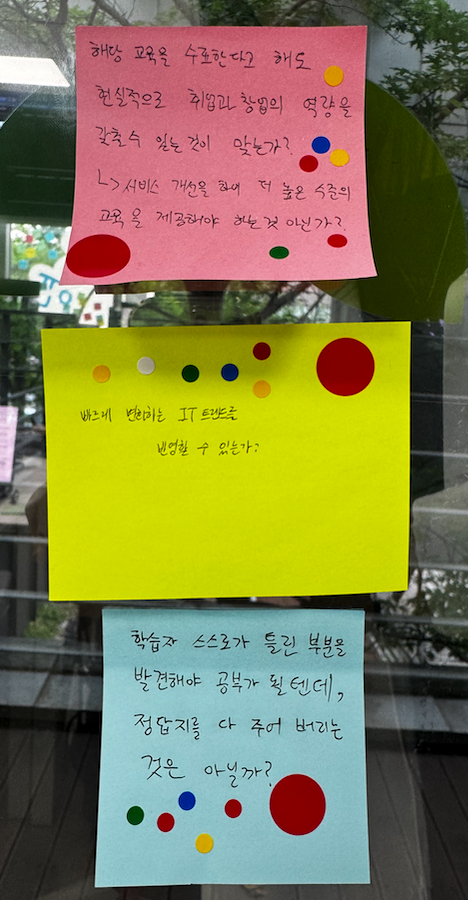 해당 교육을 수료한다고 해도
현실적으로 취업과 창업의 역량을
갖출수 있는것이 맞는가?
↳ 서비스 개선을 하여 더 높은 수준의
교육을 제공해야 하는것 아닌가?
빠르게 변화하는 IT 트랜드를
반영할 수 있는가?
학습자 스스로가 틀린 부분을
발견해야 공부가 될텐데,
정답지를 다 주어 버리는
것은 아닐까?